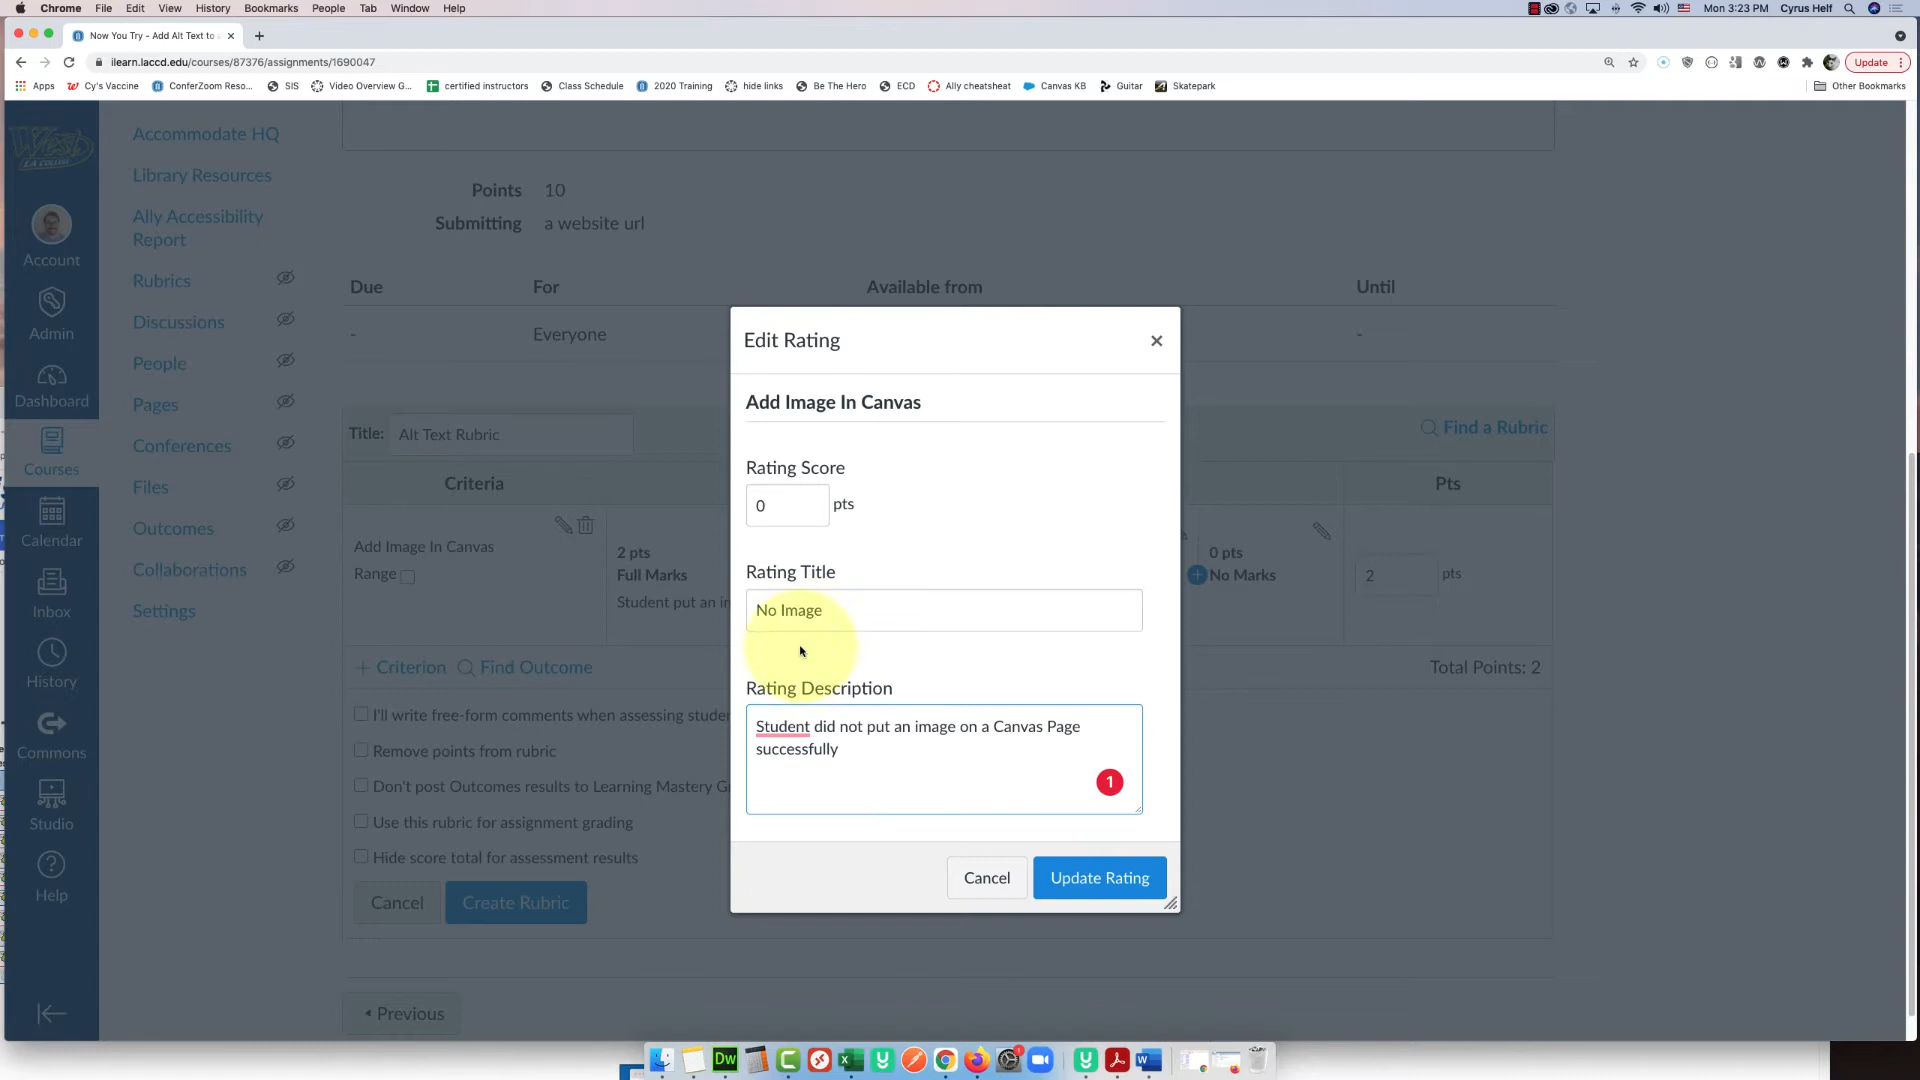 Chrome File Edit View History Bookmarks People Tab Window Help
Mon 3:23 PM Cyrus Helf
Now You Try - Add Alt Text to
ilearn.laccd.edu/courses/87376/assignments/1690047
Update
Apps Cy's Vaccine ConferZoom Reso... SIS Video Overview G... certified instructors Class Schedule 2020 Training hide links Be The Hero ECD Ally cheatsheet Canvas KB Guitar Skatepark Other Bookmarks
West
L.A. COLLEGE
Account
Admin
Dashboard
Courses
Calendar
Inbox
History
Commons
Studio
Help
Accommodate HQ
Library Resources
Ally Accessibility
Report
Rubrics
Discussions
People
Pages
Conferences
Files
Outcomes
Collaborations
Settings
Points 10
Submitting a website url
Due For Available from Until
- Everyone -
Title: Alt Text Rubric
Find a Rubric
Criteria Pts
Add Image In Canvas
Range
2 pts
Full Marks
Student put an im
0 pts
No Marks
2 pts
+ Criterion Find Outcome
Total Points: 2
I'll write free-form comments when assessing studen
Remove points from rubric
Don't post Outcomes results to Learning Mastery G
Use this rubric for assignment grading
Hide score total for assessment results
Cancel Create Rubric
Previous
Edit Rating
Add Image In Canvas
Rating Score
0 pts
Rating Title
No Image
Rating Description
Student did not put an image on a Canvas Page
successfully
1
Cancel Update Rating
Dw